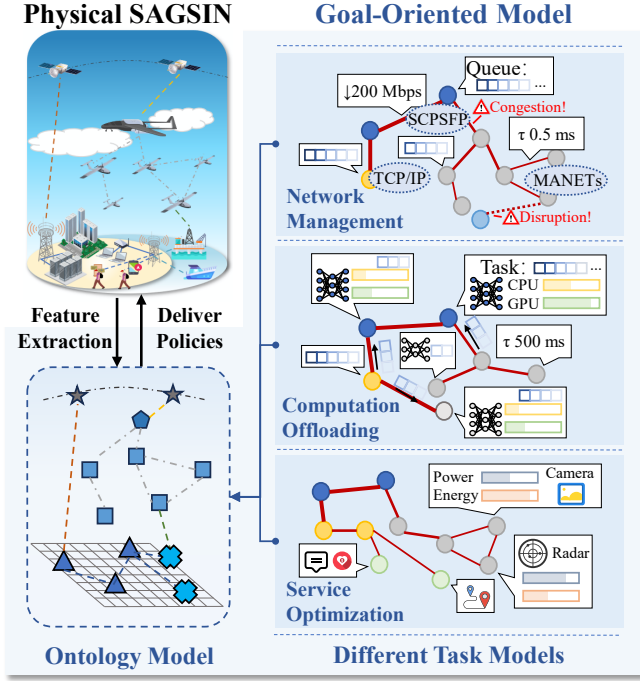 Physical SAGSIN
Goal-Oriented Model
Queue:
...
↓200 Mbps
SCPSFP
Congestion!
τ 0.5 ms
TCP/IP
MANETs
Network
Management
Disruption!
Task:
...
CPU
GPU
τ 500 ms
Computation
Offloading
Feature
Extraction
Deliver
Policies
Power
Energy
Camera
Radar
Service
Optimization
Ontology Model
Different Task Models